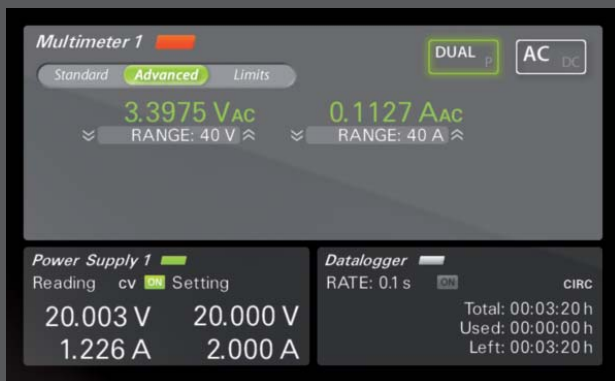 Multimeter 1
DUAL P
AC DC
Standard Advanced Limits
3.3975 VAC 0.1127 AAC
RANGE: 40 V RANGE: 40 A
Power Supply 1
Reading cv ON Setting
20.003 V 20.000 V
1.226 A 2.000 A
Datalogger
RATE: 0.1 s ON CIRC
Total: 00:03:20 h
Used: 00:00:00 h
Left: 00:03:20 h